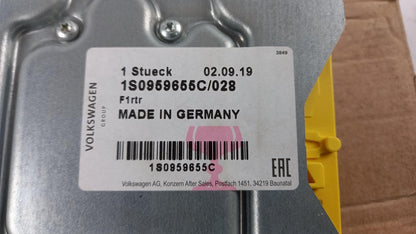 3849
1 Stueck 02.09.19
1S0959655C/028
F1rtr
MADE IN GERMANY
VOLKSWAGEN
GROUP
1S0959655C
EAC
Volkswagen AG, Konzern After Sales, Postfach 1451, 34219 Baunatal